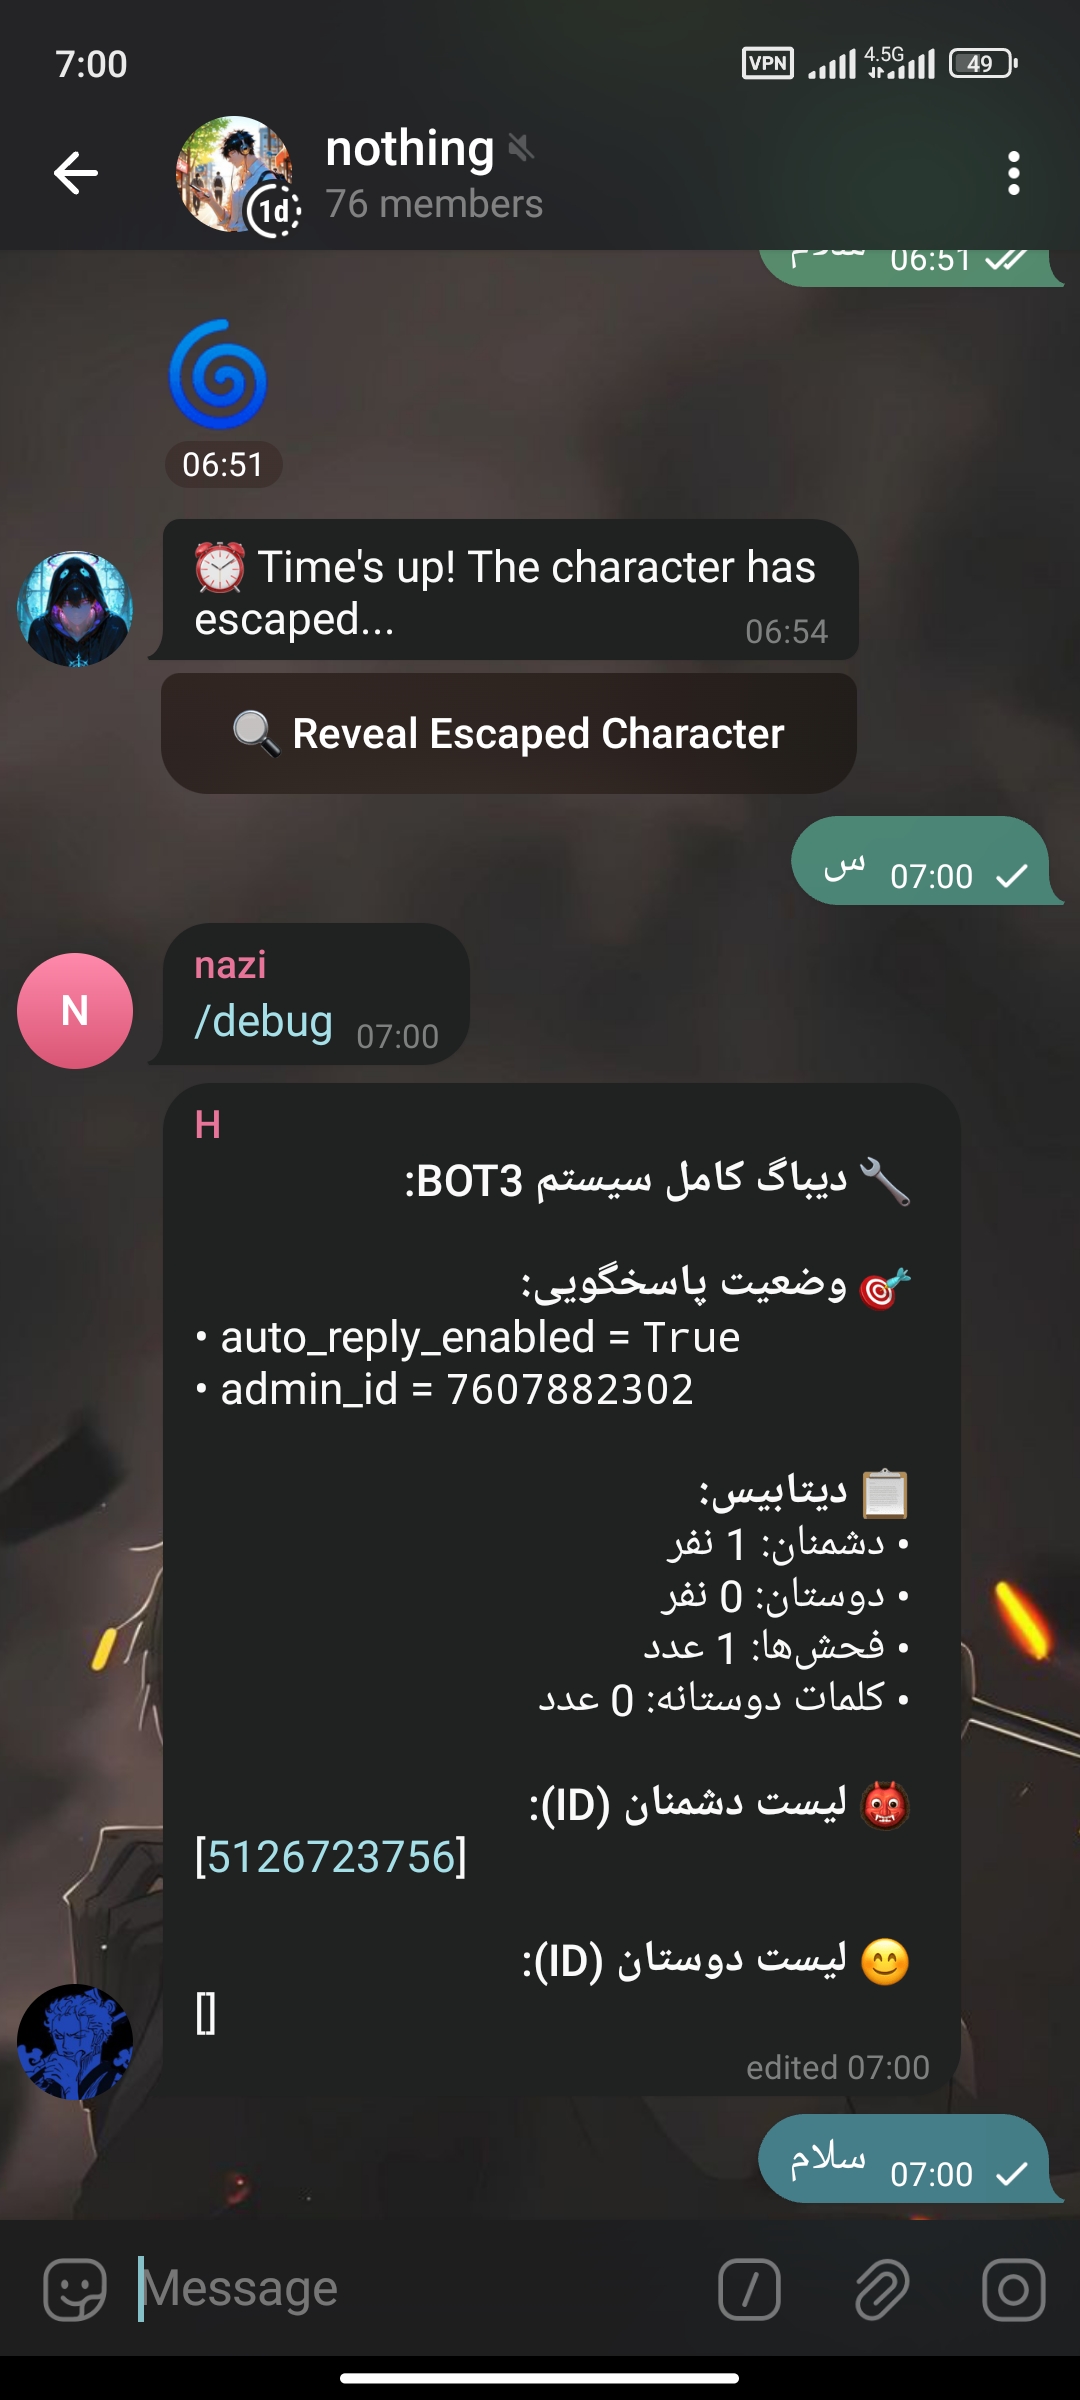 7:00
VPN 4.5G 49
nothing
1d
76 members
سلام 06:51
06:51
Time's up! The character has
escaped...
06:54
Reveal Escaped Character
س 07:00
nazi
N
/debug 07:00
H
دیباگ کامل سیستم BOT3:
وضعیت پاسخگویی:
• auto_reply_enabled = True
• admin_id = 7607882302
دیتابیس:
• دشمنان: 1 نفر
• دوستان: 0 نفر
• فحش‌ها: 1 عدد
• کلمات دوستانه: 0 عدد
لیست دشمنان (ID):
[5126723756]
لیست دوستان (ID):
[]
edited 07:00
سلام 07:00
Message